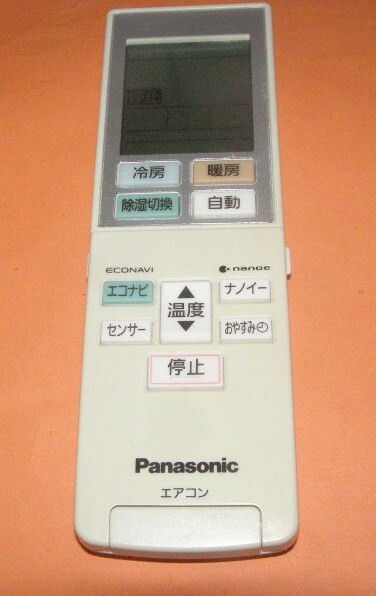 冷房 暖房
除湿切換 自動
ECONAVI nanoe
エコナビ ▲ ナノイー
温度
センサー ▼ おやすみ
停止
Panasonic
エアコン